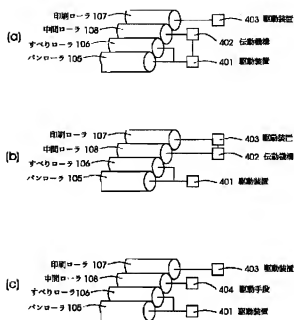 (a)
印刷ローラ 107
中間ローラ 108
すべりローラ 106
パンローラ 105
403 駆動装置
402 伝動機構
401 駆動装置
(b)
印刷ローラ 107
中間ローラ 108
すべりローラ 106
パンローラ 105
403 駆動装置
402 伝動機構
401 駆動装置
(c)
印刷ローラ 107
中間ローラ 108
すべりローラ 106
パンローラ 105
403 駆動装置
404 駆動手段
401 駆動装置